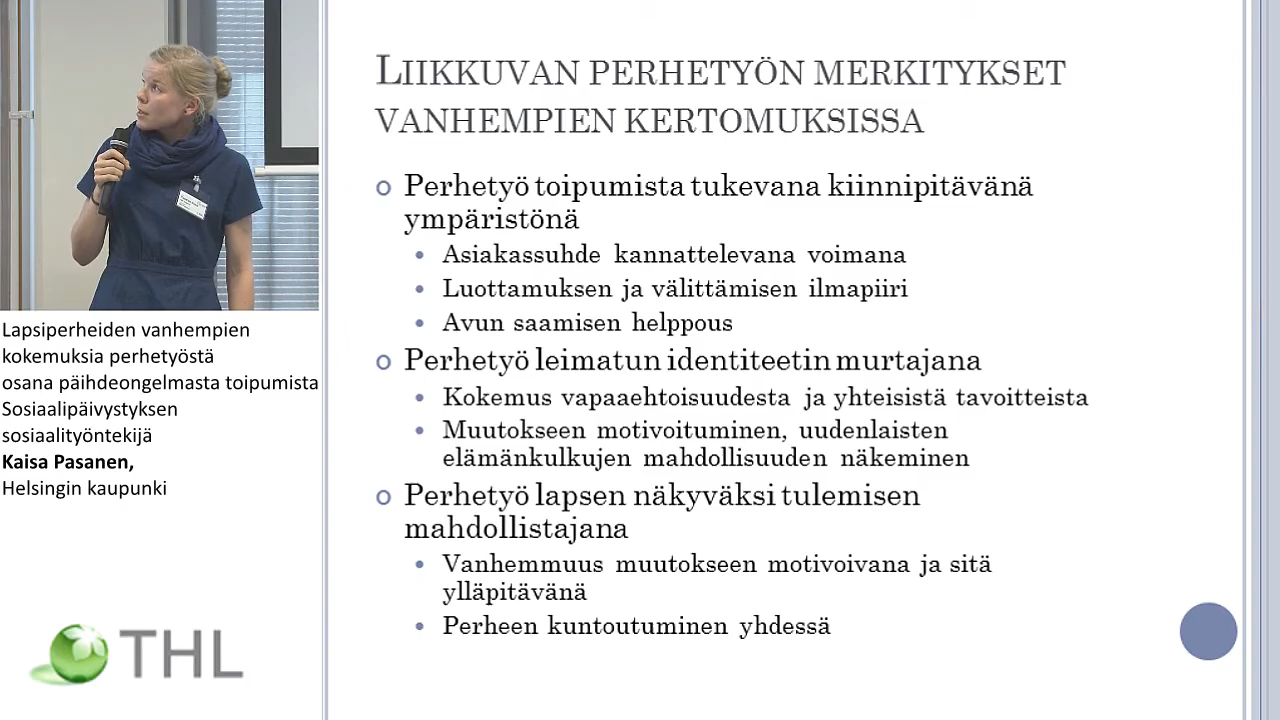 Lapsiperheiden vanhempien
kokemuksia perhetyöstä
osana päihdeongelmasta toipumista
Sosiaalipäivystyksen
sosiaalityöntekijä
Kaisa Pasanen,
Helsingin kaupunki
THL
LIIKKUVAN PERHETYÖN MERKITYKSET
VANHEMPIEN KERTOMUKSISSA
Perhetyö toipumista tukevana kiinnipitävänä
ympäristönä
• Asiakassuhde kannattelevana voimana
• Luottamuksen ja välittämisen ilmapiiri
• Avun saamisen helppous
Perhetyö leimatun identiteetin murtajana
• Kokemus vapaaehtoisuudesta ja yhteisistä tavoitteista
• Muutokseen motivoituminen, uudenlaisten
elämänkulkujen mahdollisuuden näkeminen
Perhetyö lapsen näkyväksi tulemisen
mahdollistajana
• Vanhemmuus muutokseen motivoivana ja sitä
ylläpitävänä
• Perheen kuntoutuminen yhdessä